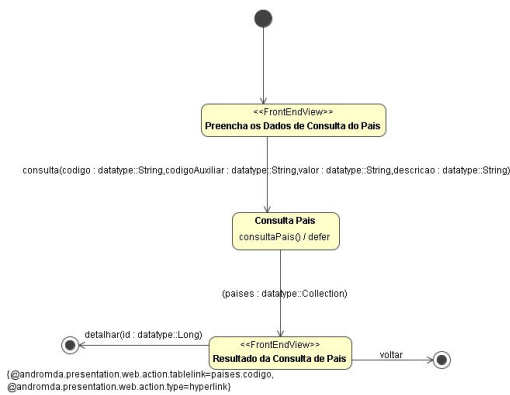 <<FrontEndView>>
Preencha os Dados de Consulta do Pais
consulta(codigo : datatype::String,codigoAuxiliar : datatype::String,valor : datatype::String,descricao : datatype::String)
Consulta Pais
consultaPais() / defer
(paises : datatype::Collection)
detalhar(id : datatype::Long)
<<FrontEndView>>
Resultado da Consulta de Pais
voltar
{@andromda.presentation.web.action.tablelink=paises.codigo,
@andromda.presentation.web.action.type=hyperlink}